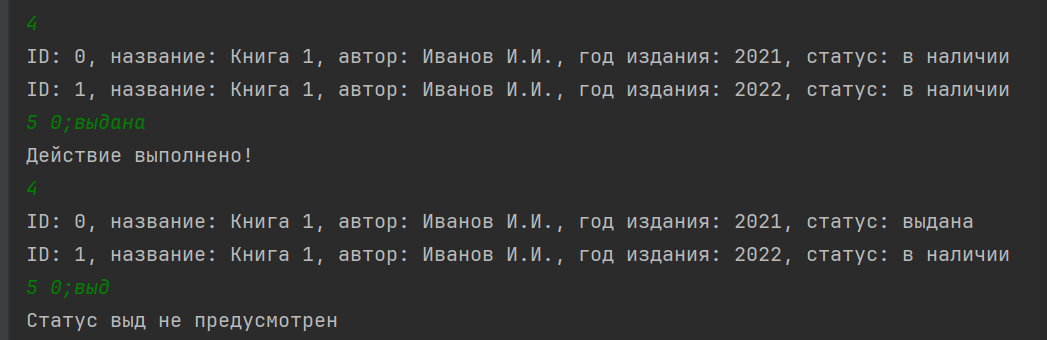 4
ID: 0, название: Книга 1, автор: Иванов И.И., год издания: 2021, статус: в наличии
ID: 1, название: Книга 1, автор: Иванов И.И., год издания: 2022, статус: в наличии
5 0;выдана
Действие выполнено!
4
ID: 0, название: Книга 1, автор: Иванов И.И., год издания: 2021, статус: выдана
ID: 1, название: Книга 1, автор: Иванов И.И., год издания: 2022, статус: в наличии
5 0;выд
Статус выд не предусмотрен